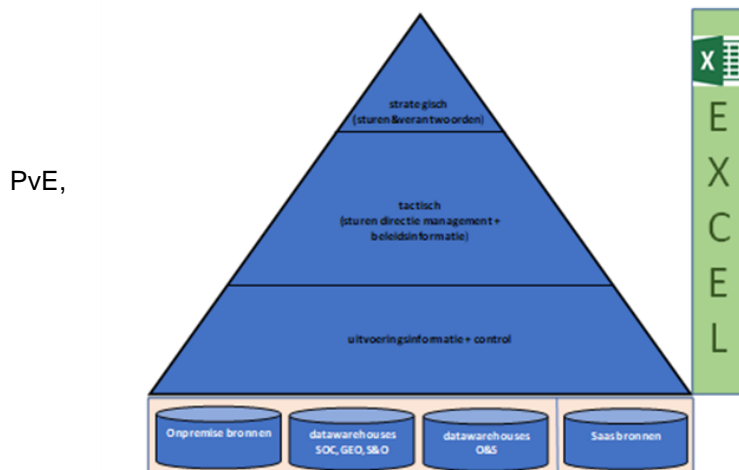 strategisch
(sturen&verantwoorden)
PvE,
tactisch
(sturen directie management +
beleidsinformatie)
uitvoeringsinformatie + control
Onpremise bronnen
datawarehouses
SOC, GEO, S&O
datawarehouses
O&S
Saas bronnen
X
E
X
C
E
L